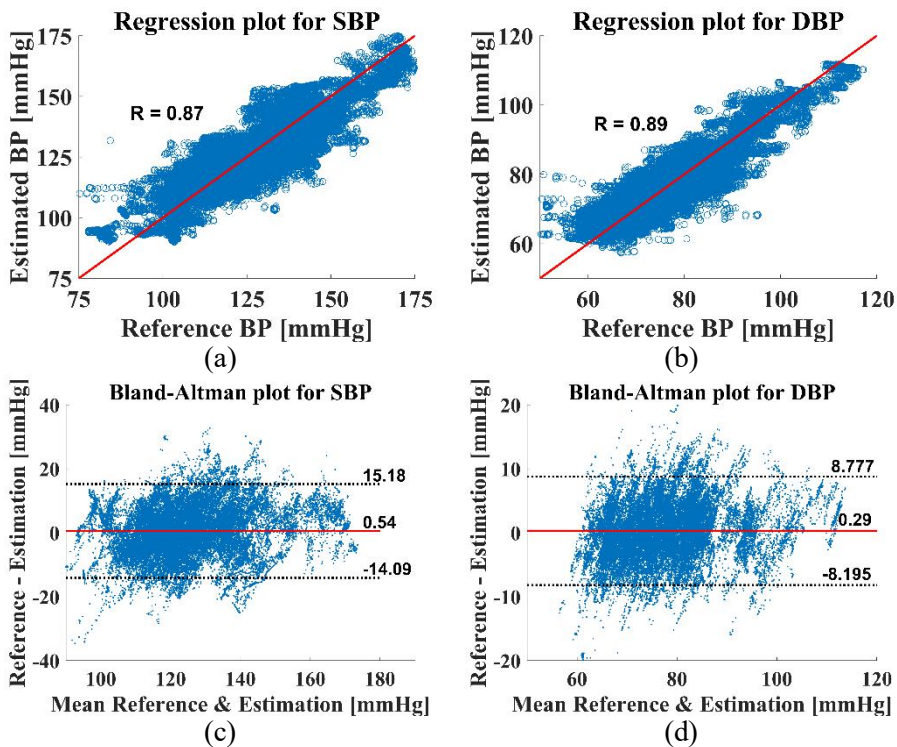 Regression plot for SBP
Estimated BP [mmHg]
175
150
125
100
75
R = 0.87
75 100 125 150 175
Reference BP [mmHg]
(a)
Regression plot for DBP
Estimated BP [mmHg]
120
100
80
60
R = 0.89
60 80 100 120
Reference BP [mmHg]
(b)
Bland-Altman plot for SBP
Reference - Estimation [mmHg]
40
20
0
-20
-40
15.18
0.54
-14.09
100 120 140 160 180
Mean Reference & Estimation [mmHg]
(c)
Bland-Altman plot for DBP
Reference - Estimation [mmHg]
20
10
0
-10
-20
8.777
0.29
-8.195
60 80 100 120
Mean Reference & Estimation [mmHg]
(d)